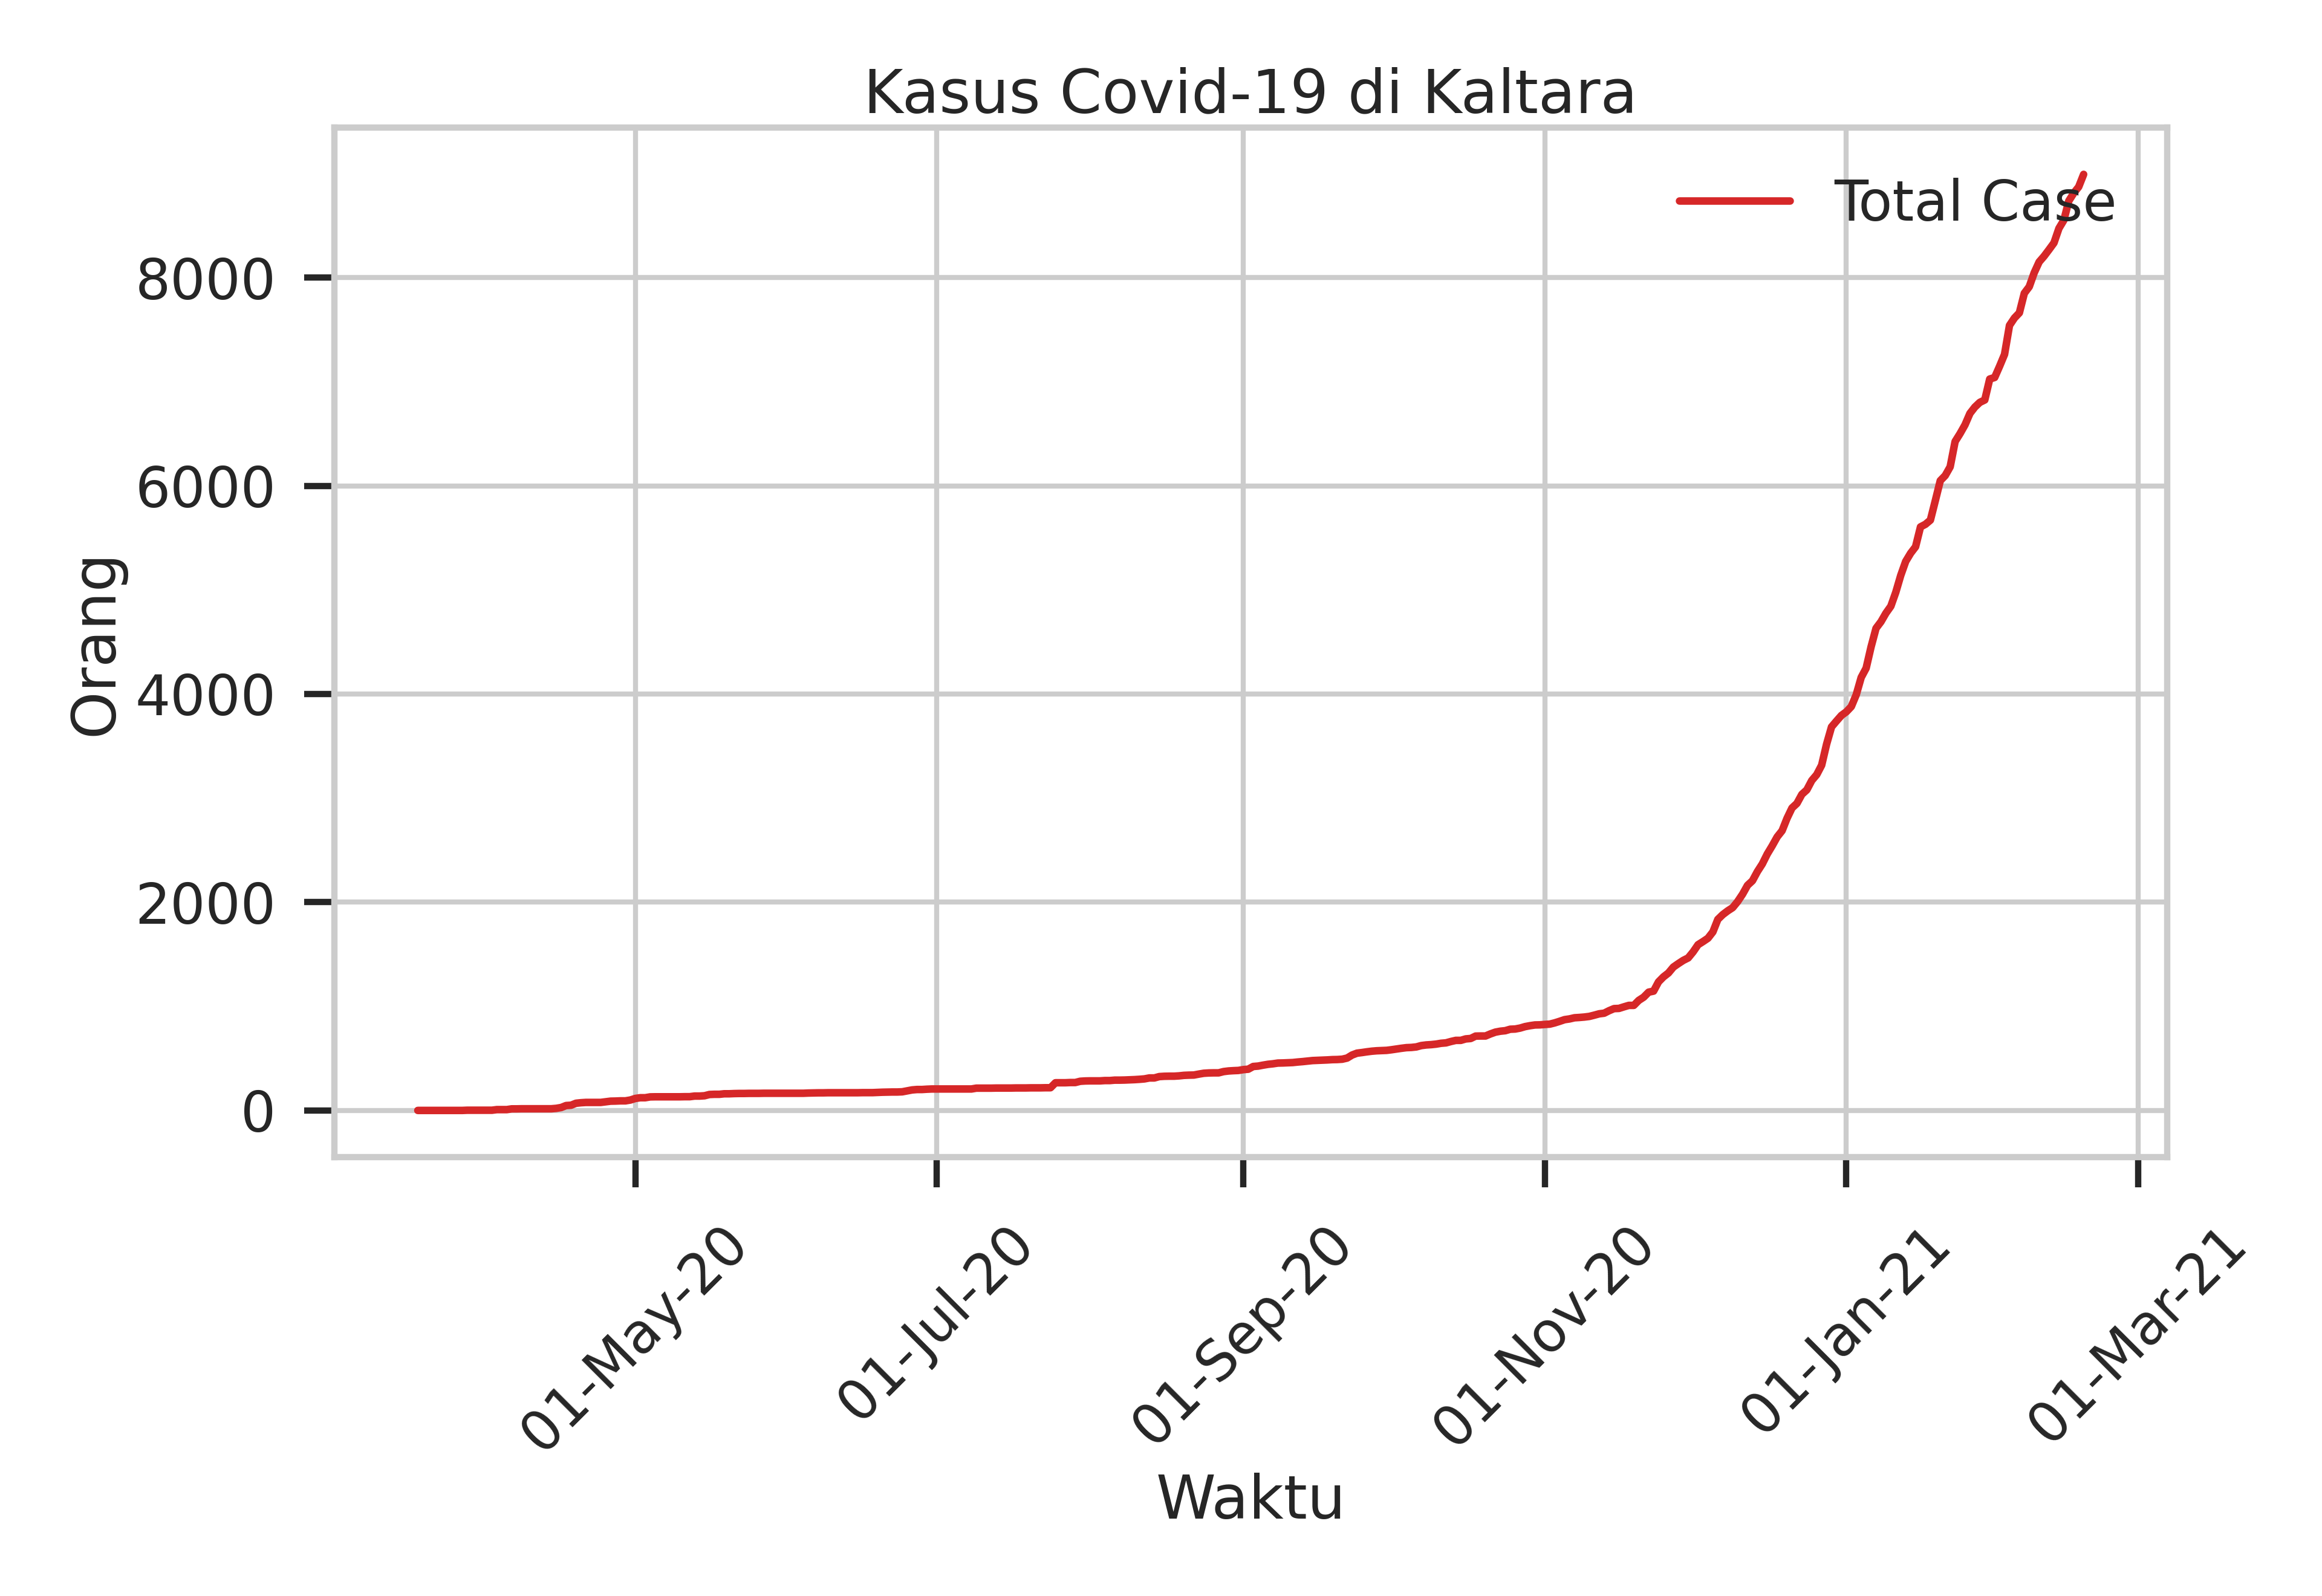 Kasus Covid-19 di Kaltara
Total Case
Orang
8000
6000
4000
2000
0
01-May-20
01-Jul-20
01-Sep-20
01-Nov-20
01-Jan-21
01-Mar-21
Waktu